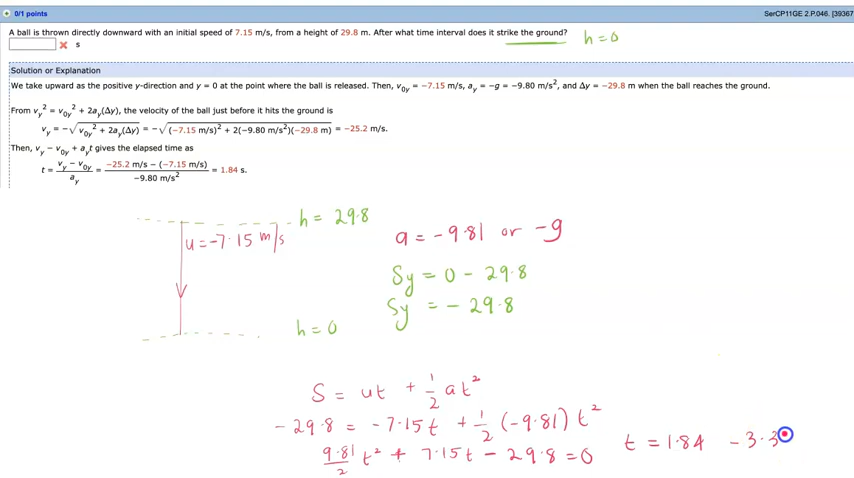 0/1 points SerCP11GE 2.P.046. [39367
A ball is thrown directly downward with an initial speed of 7.15 m/s, from a height of 29.8 m. After what time interval does it strike the ground? h = 0
s
Solution or Explanation
We take upward as the positive y-direction and y = 0 at the point where the ball is released. Then, v0y = −7.15 m/s, ay = −g = −9.80 m/s², and Δy = −29.8 m when the ball reaches the ground.
From vy² = v0y² + 2ay(Δy), the velocity of the ball just before it hits the ground is
vy = −√(v0y² + 2ay(Δy)) = −√((−7.15 m/s)² + 2(−9.80 m/s²)(−29.8 m)) = −25.2 m/s.
Then, vy − v0y + ayt gives the elapsed time as
t = (vy − v0y)/ay = (−25.2 m/s − (−7.15 m/s))/(−9.80 m/s²) = 1.84 s.
h = 29.8
u = -7.15 m/s
a = -9.81 or -g
Sy = 0 - 29.8
Sy = - 29.8
h = 0
S = ut + 1/2 at²
-29.8 = -7.15t + 1/2 (-9.81) t²
9.81/2 t² + 7.15t - 29.8 = 0
t = 1.84 - 3.3